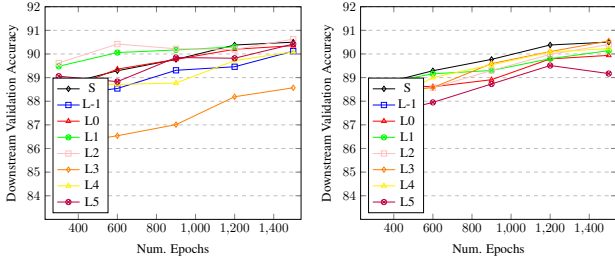 Downstream Validation Accuracy
92
91
90
89
88
87
86
85
84
S
L-1
L0
L1
L2
L3
L4
L5
400 600 800 1,000 1,200 1,400
Num. Epochs
Downstream Validation Accuracy
92
91
90
89
88
87
86
85
84
S
L-1
L0
L1
L2
L3
L4
L5
400 600 800 1,000 1,200 1,400
Num. Epochs